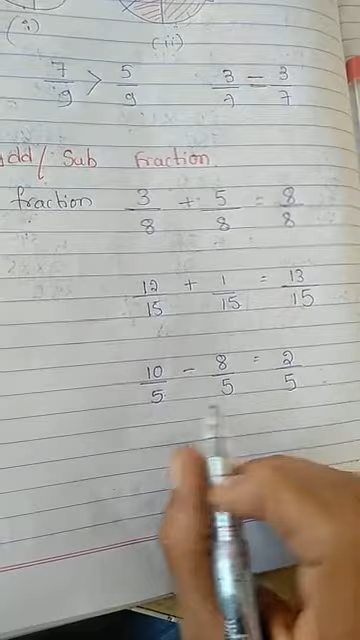 (i)
(ii)
7/9 > 5/9   3/7 = 3/7
Add/ Sub Fraction
fraction 3/8 + 5/8 = 8/8
12/15 + 1/15 = 13/15
10/5 - 8/5 = 2/5